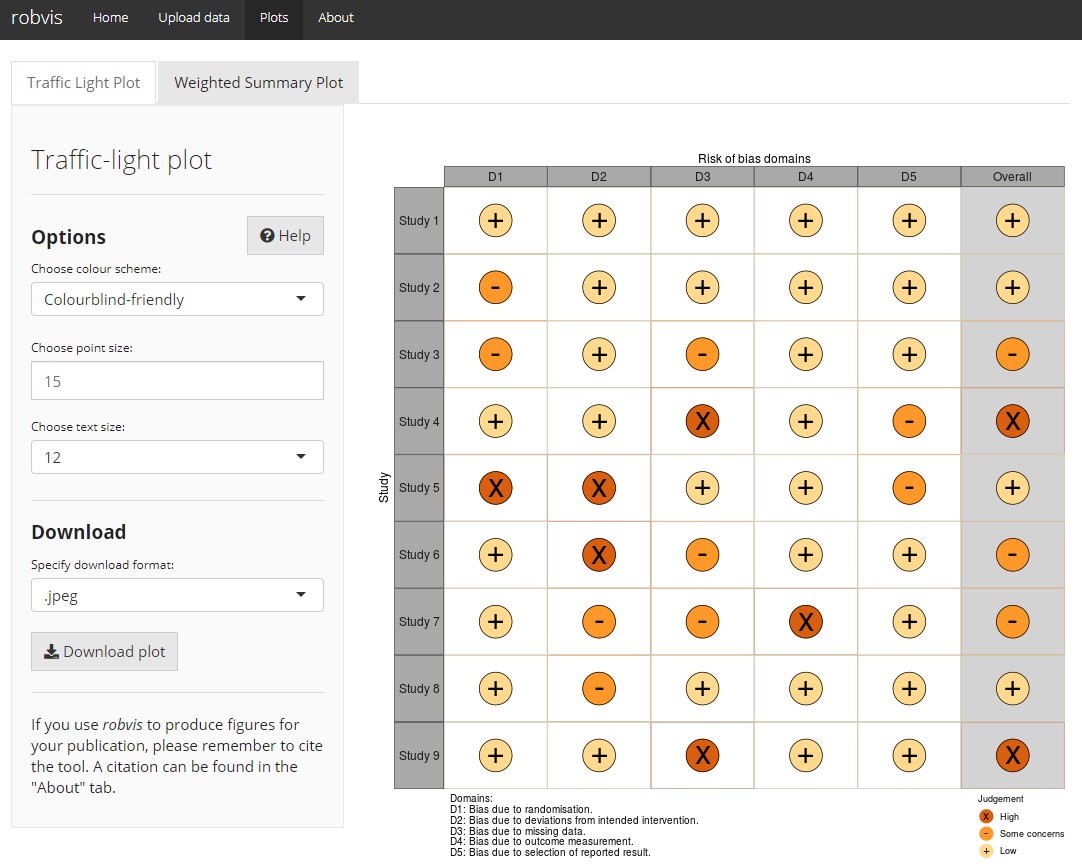 robvis Home Upload data Plots About
Traffic Light Plot Weighted Summary Plot
Traffic-light plot
Options
Help
Choose colour scheme:
Colourblind-friendly
Choose point size:
15
Choose text size:
12
Download
Specify download format:
.jpeg
Download plot
If you use robvis to produce figures for
your publication, please remember to cite
the tool. A citation can be found in the
"About" tab.
Risk of bias domains
D1 D2 D3 D4 D5 Overall
Study
Study 1 + + + + + +
Study 2 - + + + + +
Study 3 - + - + + -
Study 4 + + X + - X
Study 5 X X + + - +
Study 6 + X - + + -
Study 7 + - - X + -
Study 8 + - + + + +
Study 9 + + X + + X
Domains:
D1: Bias due to randomisation.
D2: Bias due to deviations from intended intervention.
D3: Bias due to missing data.
D4: Bias due to outcome measurement.
D5: Bias due to selection of reported result.
Judgement
X High
- Some concerns
+ Low